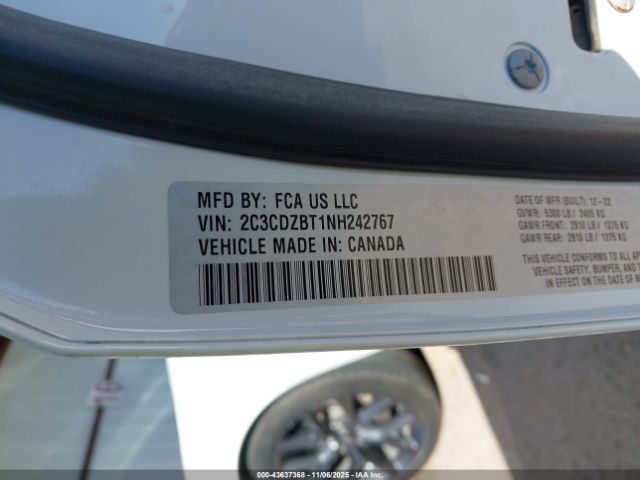 MFD BY: FCA US LLC
VIN: 2C3CDZBT1NH242767
VEHICLE MADE IN: CANADA
DATE OF MFR (BUILT): 12-22
GVWR: 5300 LB / 2405 KG
GAWR FRONT: 2810 LB / 1275 KG
GAWR REAR: 2810 LB / 1275 KG
THIS VEHICLE CONFORMS TO ALL AP
VEHICLE SAFETY, BUMPER, AND T
IN EFFECT ON THE DATE OF M
000-43637368 - 11/06/2025 - IAA Inc.